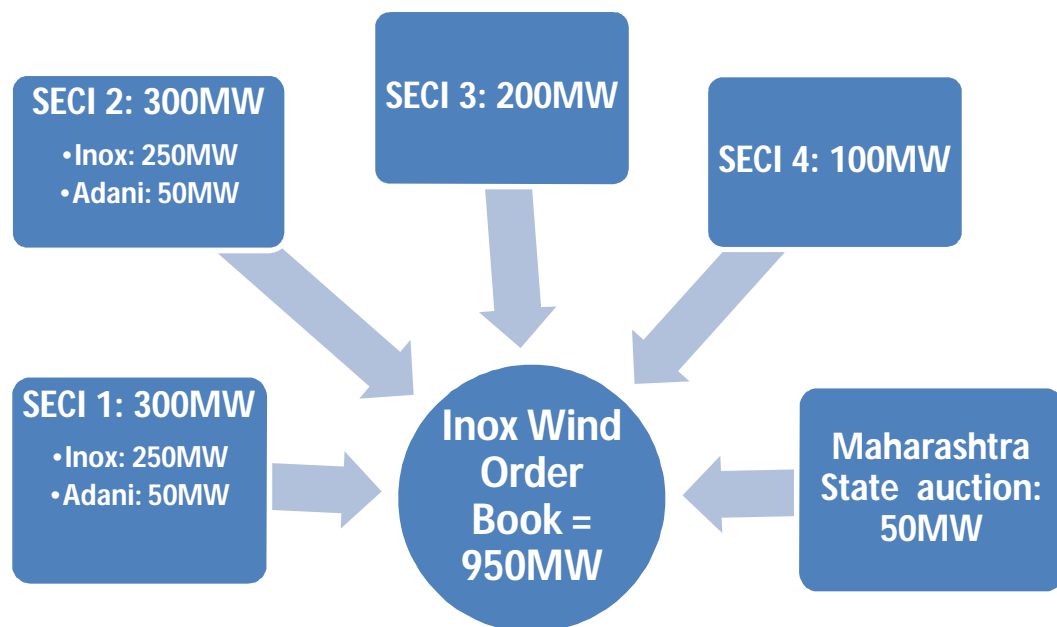 SECI 2: 300MW
•Inox: 250MW
•Adani: 50MW
SECI 3: 200MW
SECI 4: 100MW
SECI 1: 300MW
•Inox: 250MW
•Adani: 50MW
Inox Wind
Order
Book =
950MW
Maharashtra
State auction:
50MW